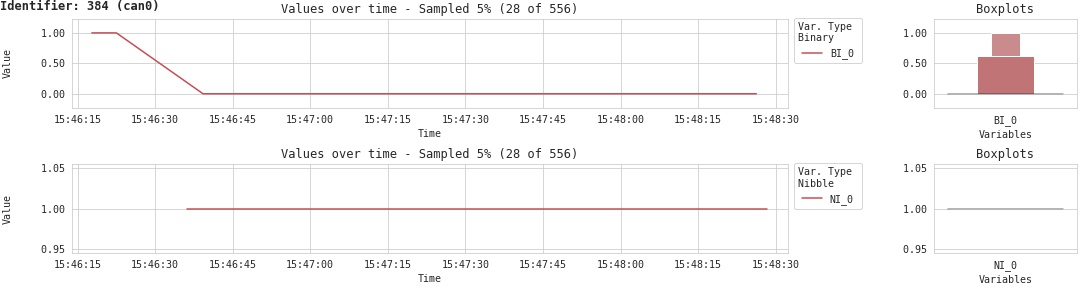 Identifier: 384 (can0)
Values over time - Sampled 5% (28 of 556)
Value
1.00
0.50
0.00
15:46:15 15:46:30 15:46:45 15:47:00 15:47:15 15:47:30 15:47:45 15:48:00 15:48:15 15:48:30
Time
Var. Type
Binary
BI_0
Boxplots
1.00
0.50
0.00
BI_0
Variables
Values over time - Sampled 5% (28 of 556)
Value
1.05
1.00
0.95
15:46:15 15:46:30 15:46:45 15:47:00 15:47:15 15:47:30 15:47:45 15:48:00 15:48:15 15:48:30
Time
Var. Type
Nibble
NI_0
Boxplots
1.05
1.00
0.95
NI_0
Variables